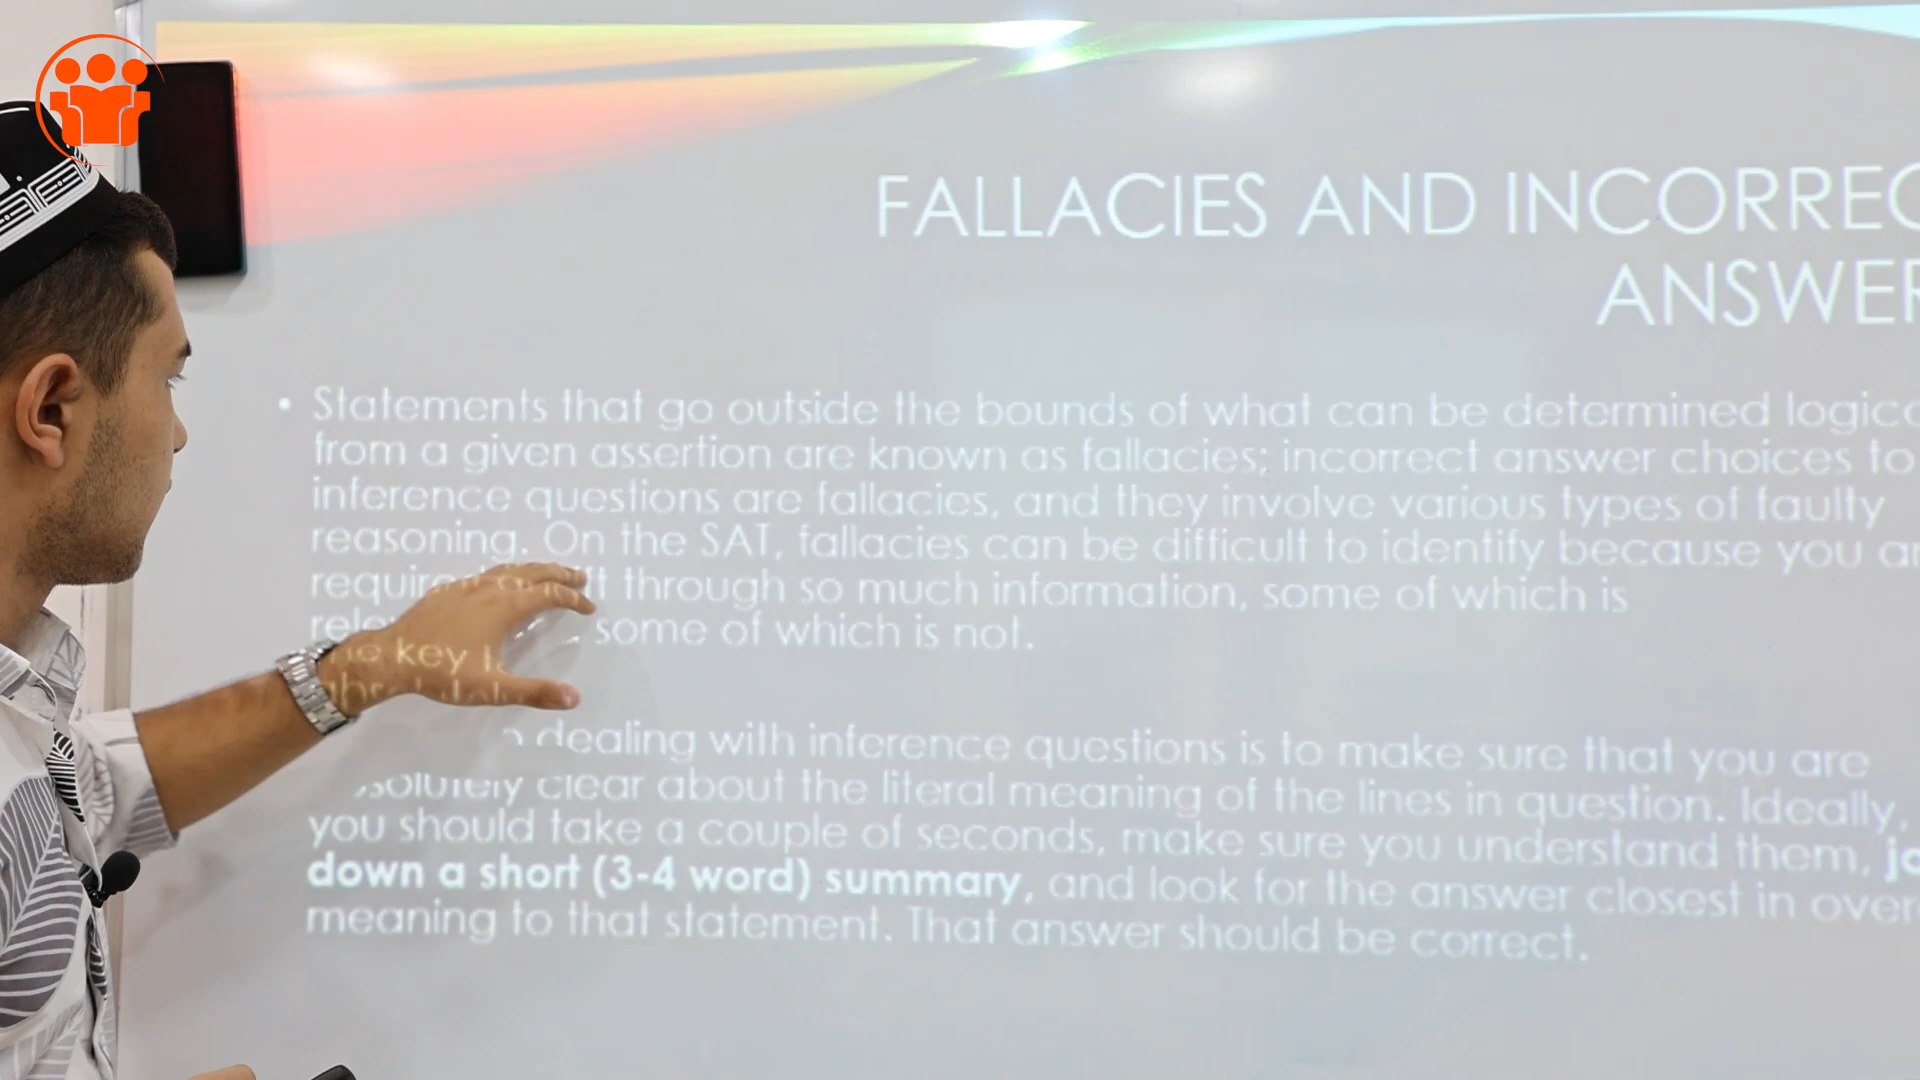 FALLACIES AND INCORREC
ANSWER
• Statements that go outside the bounds of what can be determined logica
from a given assertion are known as fallacies; incorrect answer choices to
inference questions are fallacies, and they involve various types of faulty
reasoning. On the SAT, fallacies can be difficult to identify because you ar
through so much information, some of which is
some of which is not.
key
dealing with inference questions is to make sure that you are
clear about the literal meaning of the lines in question. Ideally,
you should take a couple of seconds, make sure you understand them, jo
down a short (3-4 word) summary, and look for the answer closest in over
meaning to that statement. That answer should be correct.